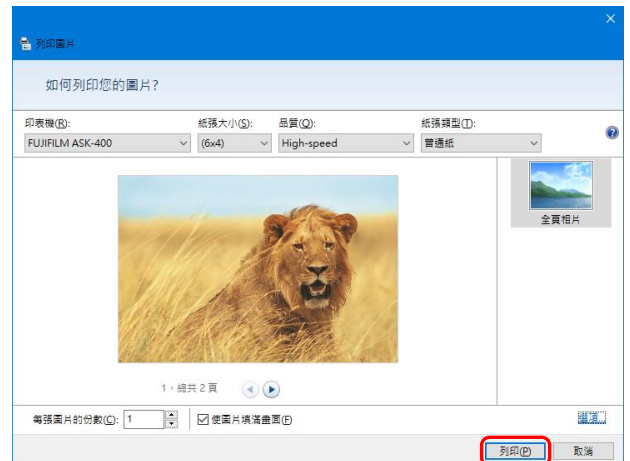 列印圖片
如何列印您的圖片?
印表機(R): 紙張大小(S): 品質(Q): 紙張類型(T):
FUJIFILM ASK-400 (6x4) High-speed 普通紙
全頁相片
1，總共 2 頁
每張圖片的份數(C): 1 使圖片填滿畫面(F) 選項...
列印(P) 取消